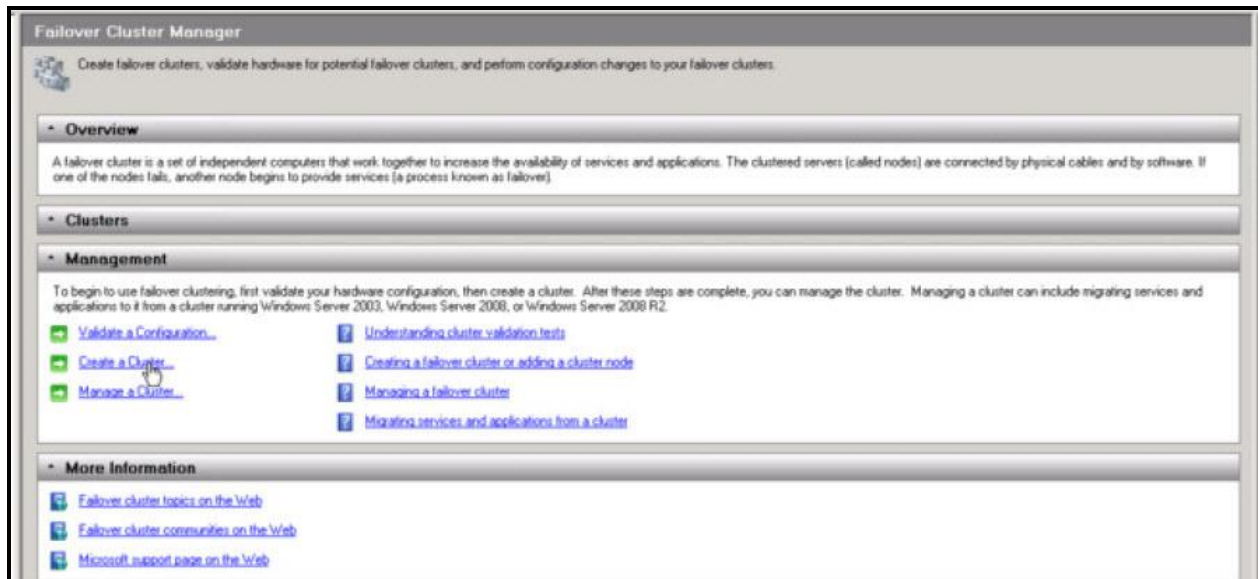 Failover Cluster Manager
Create failover clusters, validate hardware for potential failover clusters, and perform configuration changes to your failover clusters.
Overview
A failover cluster is a set of independent computers that work together to increase the availability of services and applications. The clustered servers (called nodes) are connected by physical cables and by software. If
one of the nodes fails, another node begins to provide services (a process known as failover).
Clusters
Management
To begin to use failover clustering, first validate your hardware configuration, then create a cluster. After these steps are complete, you can manage the cluster. Managing a cluster can include migrating services and
applications to it from a cluster running Windows Server 2003, Windows Server 2008, or Windows Server 2008 R2.
Validate a Configuration... Understanding cluster validation tests
Create a Cluster... Creating a failover cluster or adding a cluster node
Manage a Cluster... Managing a failover cluster
Migrating services and applications from a cluster
More Information
Failover cluster topics on the Web
Failover cluster communities on the Web
Microsoft support page on the Web